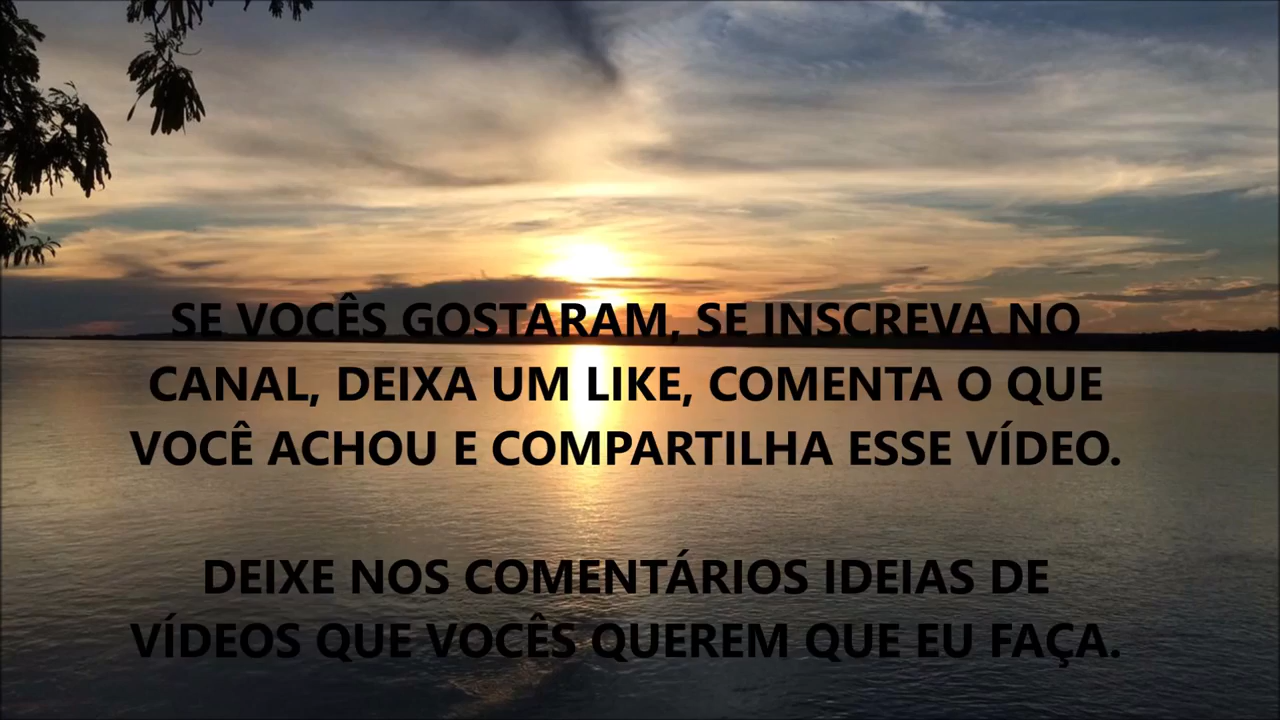 SE VOCÊS GOSTARAM, SE INSCREVA NO
CANAL, DEIXA UM LIKE, COMENTA O QUE
VOCÊ ACHOU E COMPARTILHA ESSE VÍDEO.
DEIXE NOS COMENTÁRIOS IDEIAS DE
VÍDEOS QUE VOCÊS QUEREM QUE EU FAÇA.